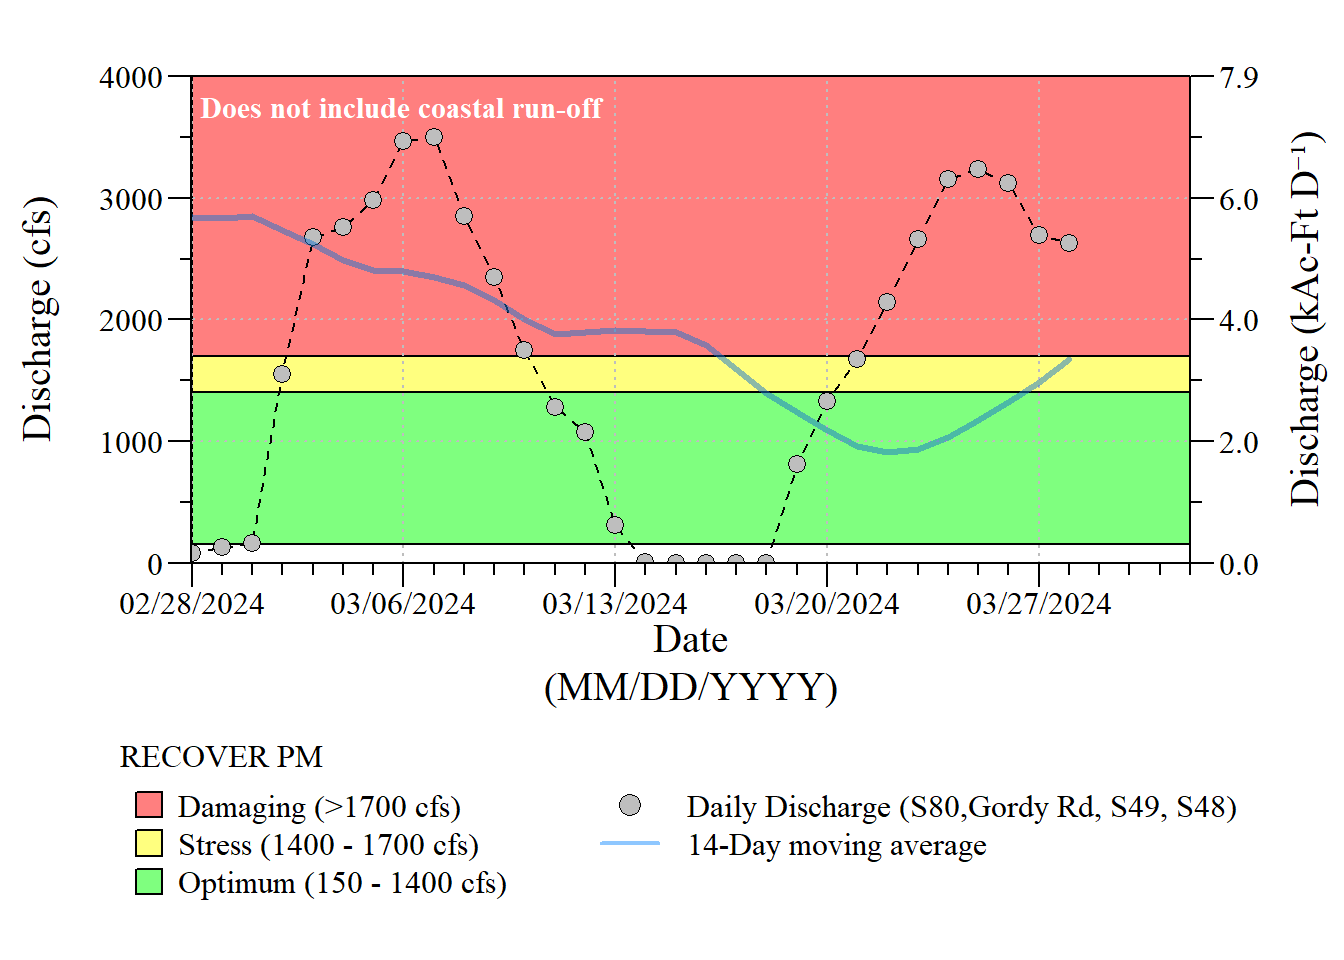 Does not include coastal run-off
Discharge (cfs)
4000
3000
2000
1000
0
7.9
6.0
4.0
2.0
0.0
Discharge (kAc-Ft D⁻¹)
02/28/2024 03/06/2024 03/13/2024 03/20/2024 03/27/2024
Date
(MM/DD/YYYY)
RECOVER PM
Damaging (>1700 cfs)
Stress (1400 - 1700 cfs)
Optimum (150 - 1400 cfs)
Daily Discharge (S80,Gordy Rd, S49, S48)
14-Day moving average